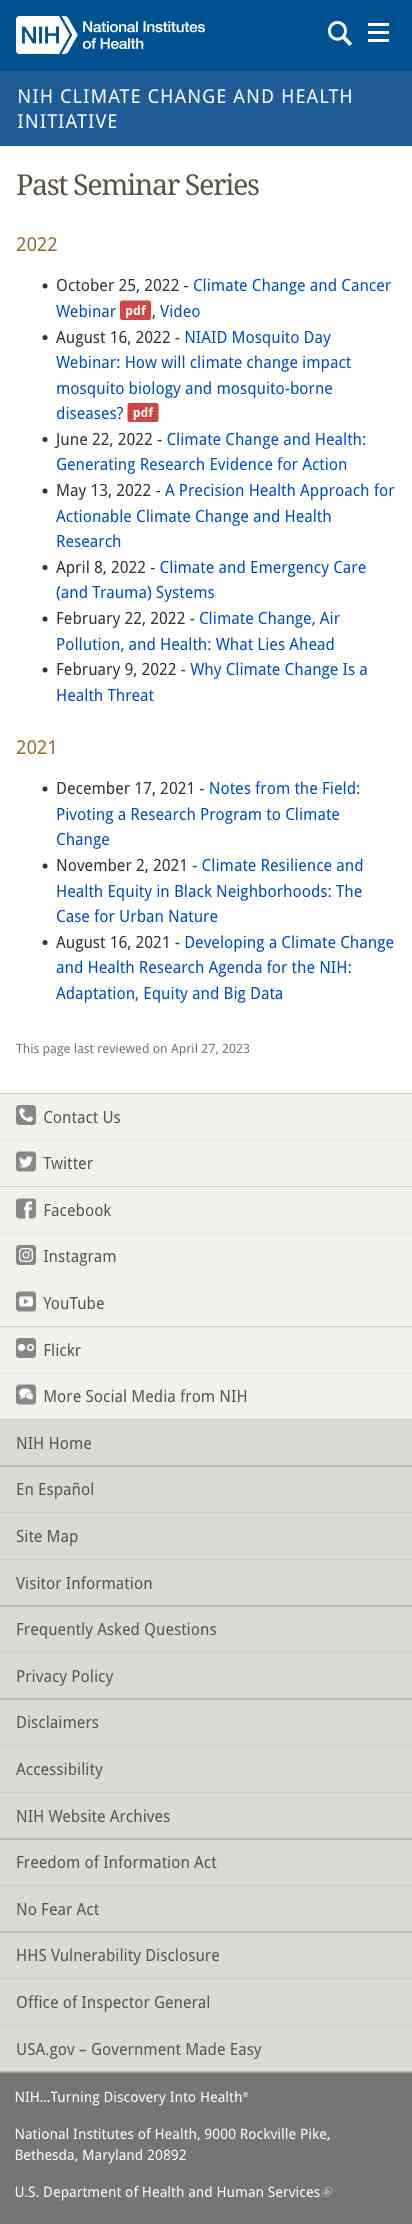 NIH National Institutes
of Health
NIH CLIMATE CHANGE AND HEALTH
INITIATIVE
Past Seminar Series
2022
• October 25, 2022 - Climate Change and Cancer
Webinar pdf, Video
• August 16, 2022 - NIAID Mosquito Day
Webinar: How will climate change impact
mosquito biology and mosquito-borne
diseases? pdf
• June 22, 2022 - Climate Change and Health:
Generating Research Evidence for Action
• May 13, 2022 - A Precision Health Approach for
Actionable Climate Change and Health
Research
• April 8, 2022 - Climate and Emergency Care
(and Trauma) Systems
• February 22, 2022 - Climate Change, Air
Pollution, and Health: What Lies Ahead
• February 9, 2022 - Why Climate Change Is a
Health Threat
2021
• December 17, 2021 - Notes from the Field:
Pivoting a Research Program to Climate
Change
• November 2, 2021 - Climate Resilience and
Health Equity in Black Neighborhoods: The
Case for Urban Nature
• August 16, 2021 - Developing a Climate Change
and Health Research Agenda for the NIH:
Adaptation, Equity and Big Data
This page last reviewed on April 27, 2023
Contact Us
Twitter
Facebook
Instagram
YouTube
Flickr
More Social Media from NIH
NIH Home
En Español
Site Map
Visitor Information
Frequently Asked Questions
Privacy Policy
Disclaimers
Accessibility
NIH Website Archives
Freedom of Information Act
No Fear Act
HHS Vulnerability Disclosure
Office of Inspector General
USA.gov – Government Made Easy
NIH…Turning Discovery Into Health®
National Institutes of Health, 9000 Rockville Pike,
Bethesda, Maryland 20892
U.S. Department of Health and Human Services